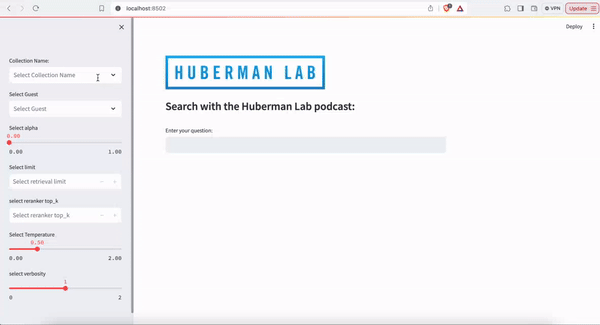 localhost:8502
VPN
Update
Deploy
Collection Name:
Select Collection Name
Select Guest
Select Guest
Select alpha
0.00
0.00 1.00
Select limit
Select retrieval limit
select reranker top_k
Select reranker top_k
Select Temperature
0.50
0.00 2.00
select verbosity
1
0 2
HUBERMAN LAB
Search with the Huberman Lab podcast:
Enter your question: